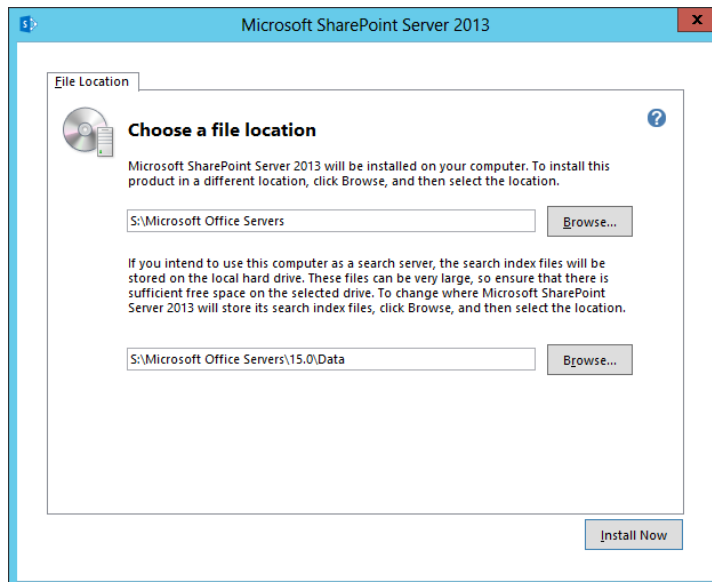 Microsoft SharePoint Server 2013
x
File Location
Choose a file location
?
Microsoft SharePoint Server 2013 will be installed on your computer. To install this
product in a different location, click Browse, and then select the location.
S:\Microsoft Office Servers
Browse...
If you intend to use this computer as a search server, the search index files will be
stored on the local hard drive. These files can be very large, so ensure that there is
sufficient free space on the selected drive. To change where Microsoft SharePoint
Server 2013 will store its search index files, click Browse, and then select the location.
S:\Microsoft Office Servers\15.0\Data
Browse...
Install Now